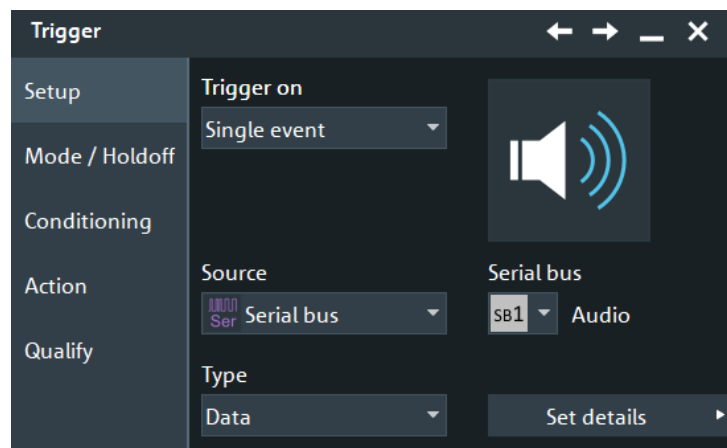 Trigger
Setup
Mode / Holdoff
Conditioning
Action
Qualify
Trigger on
Single event
Source
Serial bus
Ser Serial bus
SB1 Audio
Type
Data
Set details